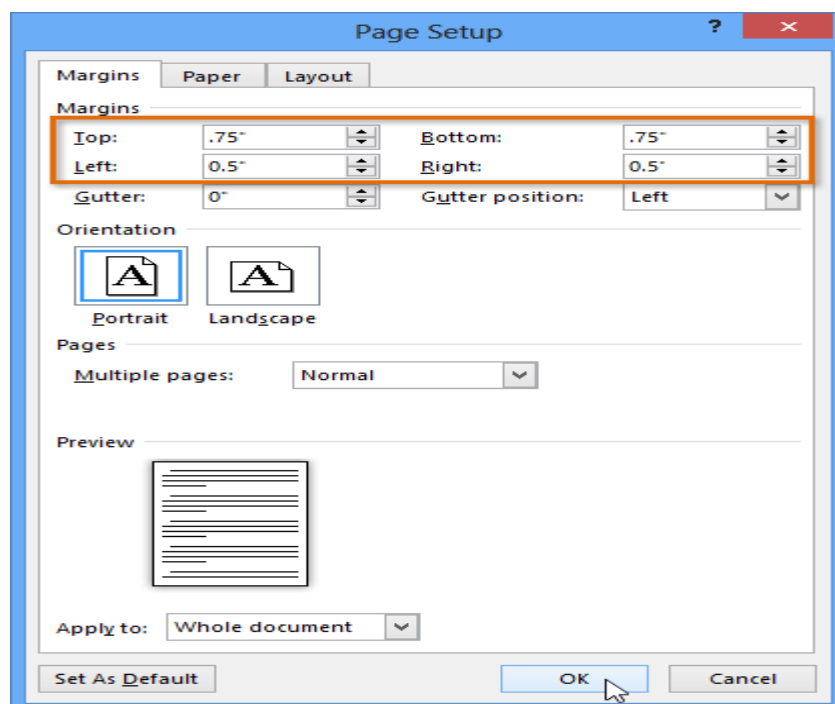 Page Setup ? ×
Margins Paper Layout
Margins
Top: .75" Bottom: .75"
Left: 0.5" Right: 0.5"
Gutter: 0" Gutter position: Left
Orientation
A A
Portrait Landscape
Pages
Multiple pages: Normal
Preview
Apply to: Whole document
Set As Default OK Cancel